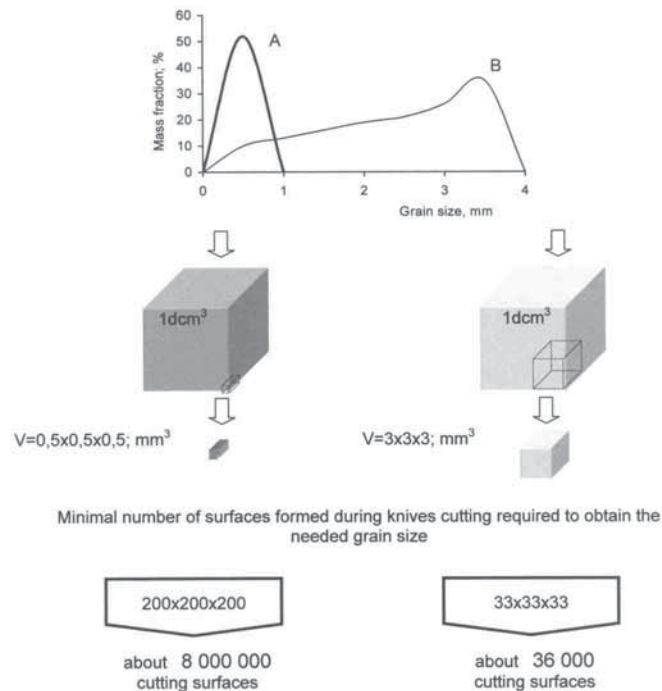 60
50
40
30
20
10
0
Mass fraction; %
A
B
0 1 2 3 4
Grain size, mm
1dcm³ 1dcm³
V=0,5x0,5x0,5; mm³ V=3x3x3; mm³
Minimal number of surfaces formed during knives cutting required to obtain the
needed grain size
200x200x200 33x33x33
about 8 000 000 about 36 000
cutting surfaces cutting surfaces